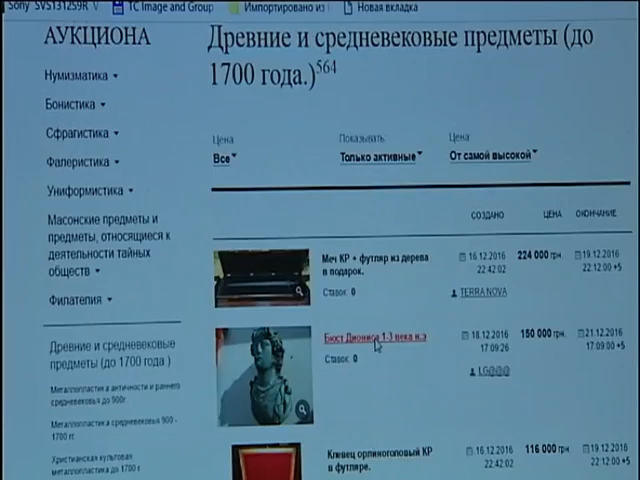 Sony SVS13125SR V
TC Image and Group
Импортировано из I
Новая вкладка
АУКЦИОНА
Нумизматика
Бонистика
Сфрагистика
Фалеристика
Униформистика
Масонские предметы и
предметы, относящиеся к
деятельности тайных
обществ
Филателия
Древние и средневековые
предметы (до 1700 года )
Металлопластика античности и раннего
средневековья до 900г.
Металлопластика средневековья 900 -
1700 гг.
Христианская культовая
металлопластика до 1700 г
Древние и средневековые предметы (до
1700 года.)564
Цена
Все
Показывать:
Только активные
Цена
От самой высокой
СОЗДАНО ЦЕНА ОКОНЧАНИЕ
Меч КР + футляр из дерева
в подарок.
Ставок: 0
16.12.2016
22:42:02
TERRA NOVA
224 000 грн.
19.12.2016
22:12:00 +5
Бюст Диониса 1-3 века н.э
Ставок: 0
18.12.2016
17:09:26
LG@@@
150 000 грн.
21.12.2016
17:09:00 +5
Клевец орлиноголовый КР
в футляре.
16.12.2016
22:42:02
116 000 грн
19.12.2016
22:12:00 +5